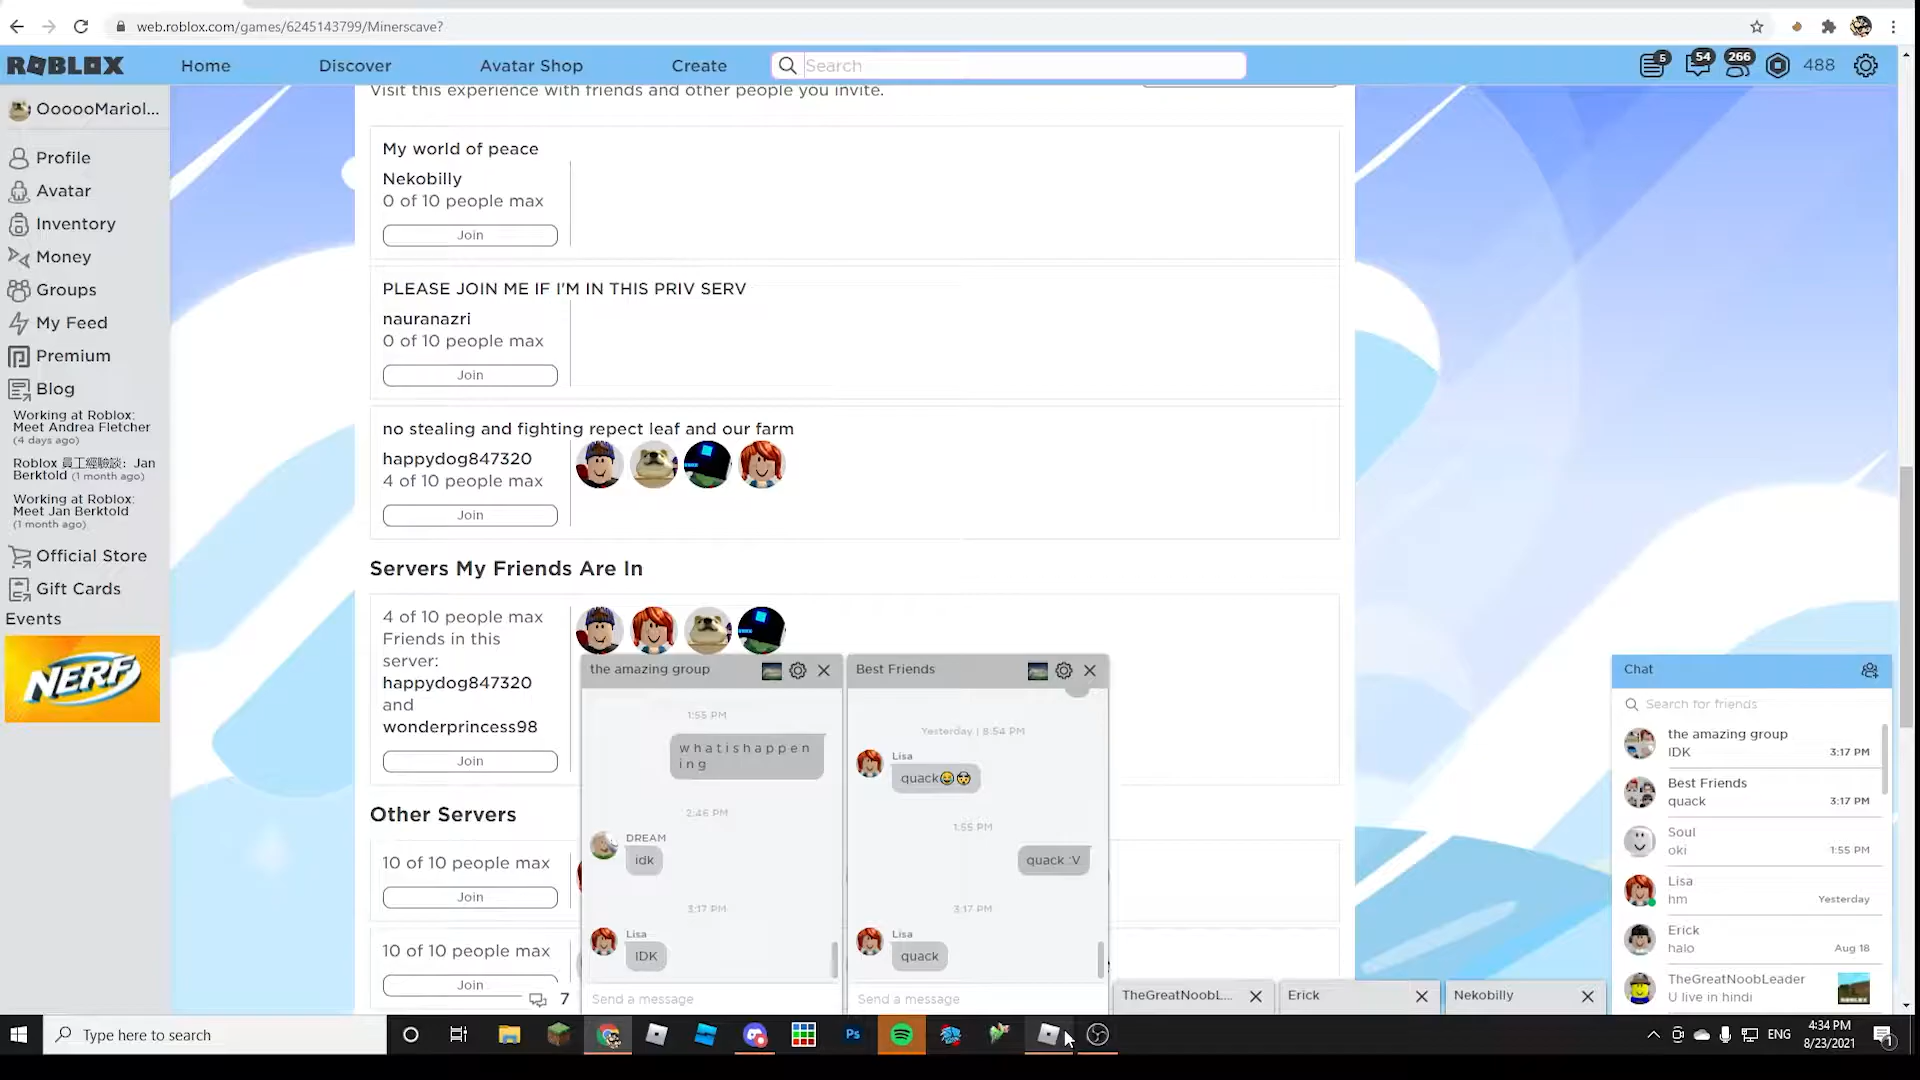 web.roblox.com/games/6245143799/Minerscave?
ROBLOX
Home
Discover
Avatar Shop
Create
Search
5
54
266
488
OooooMariol...
Profile
Avatar
Inventory
Money
Groups
My Feed
Premium
Blog
Working at Roblox:
Meet Andrea Fletcher
(4 days ago)
Roblox 員工經驗談: Jan
Berktold (1 month ago)
Working at Roblox:
Meet Jan Berktold
(1 month ago)
Official Store
Gift Cards
Events
NERF
Visit this experience with friends and other people you invite.
My world of peace
Nekobilly
0 of 10 people max
Join
PLEASE JOIN ME IF I'M IN THIS PRIV SERV
nauranazri
0 of 10 people max
Join
no stealing and fighting repect leaf and our farm
happydog847320
4 of 10 people max
Join
Servers My Friends Are In
4 of 10 people max
Friends in this
server:
happydog847320
and
wonderprincess98
Join
Other Servers
10 of 10 people max
Join
10 of 10 people max
Join
7
the amazing group
1:55 PM
w h a t i s h a p p e n
i n g
2:46 PM
DREAM
idk
3:17 PM
Lisa
IDK
Send a message
Best Friends
Yesterday | 8:54 PM
Lisa
quack😂🤯
1:55 PM
quack :V
3:17 PM
Lisa
quack
Send a message
TheGreatNoobL...
Erick
Nekobilly
Chat
Search for friends
the amazing group
IDK
3:17 PM
Best Friends
quack
3:17 PM
Soul
oki
1:55 PM
Lisa
hm
Yesterday
Erick
halo
Aug 18
TheGreatNoobLeader
U live in hindi
Type here to search
Ps
ENG
4:34 PM
8/23/2021
1